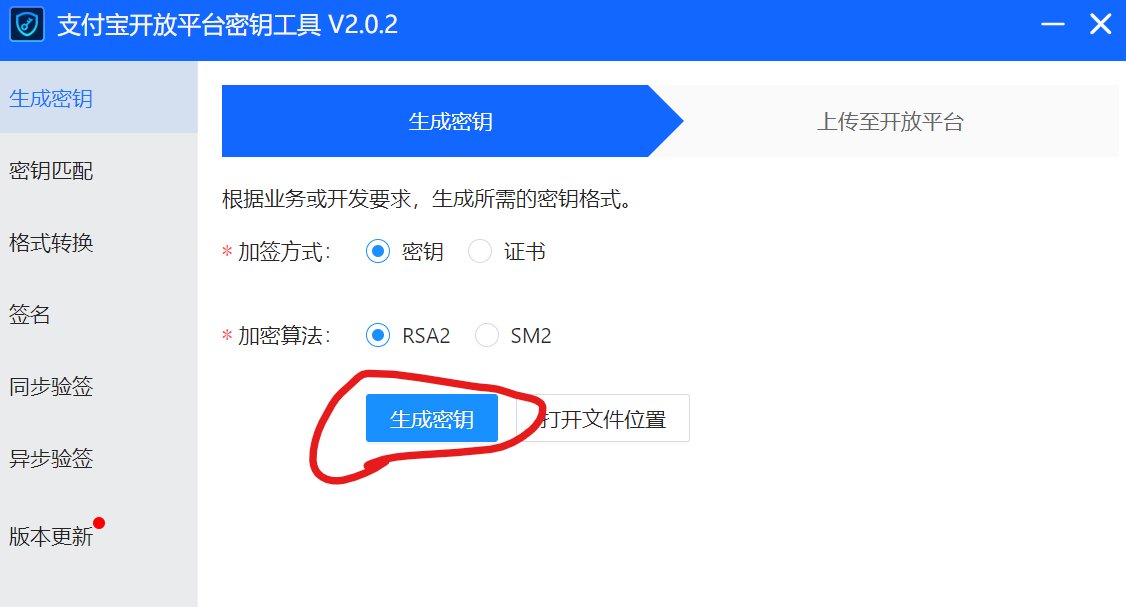 支付宝开放平台密钥工具 V2.0.2
生成密钥
密钥匹配
格式转换
签名
同步验签
异步验签
版本更新
生成密钥
上传至开放平台
根据业务或开发要求，生成所需的密钥格式。
* 加签方式： 密钥 证书
* 加密算法： RSA2 SM2
生成密钥 打开文件位置